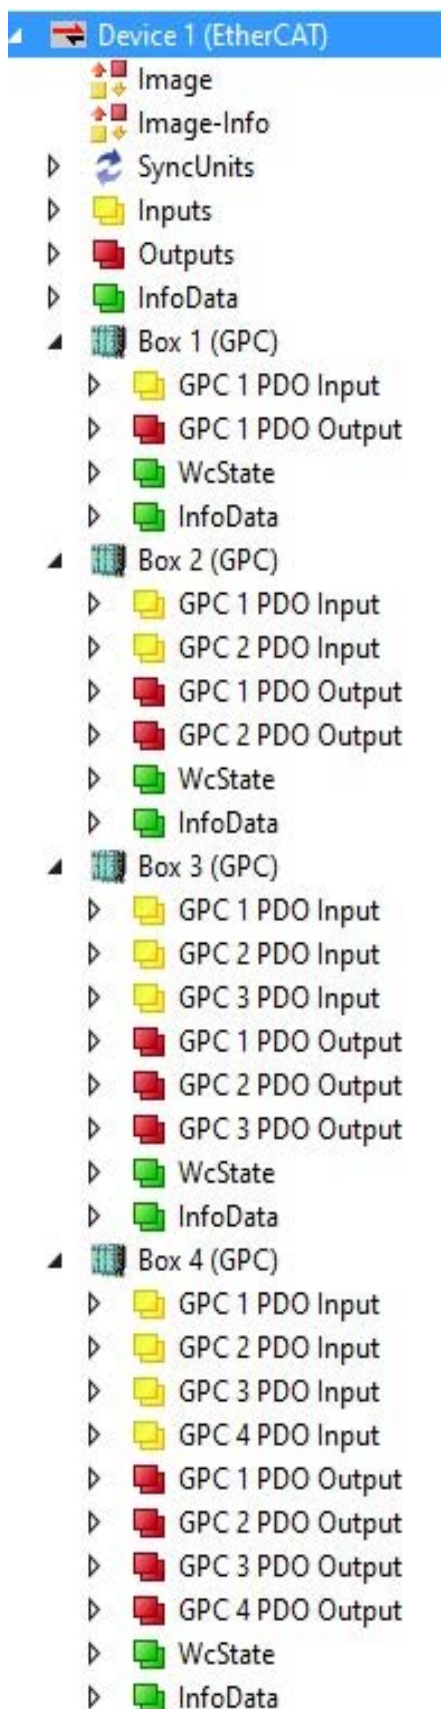 Device 1 (EtherCAT)
Image
Image-Info
SyncUnits
Inputs
Outputs
InfoData
Box 1 (GPC)
GPC 1 PDO Input
GPC 1 PDO Output
WcState
InfoData
Box 2 (GPC)
GPC 1 PDO Input
GPC 2 PDO Input
GPC 1 PDO Output
GPC 2 PDO Output
WcState
InfoData
Box 3 (GPC)
GPC 1 PDO Input
GPC 2 PDO Input
GPC 3 PDO Input
GPC 1 PDO Output
GPC 2 PDO Output
GPC 3 PDO Output
WcState
InfoData
Box 4 (GPC)
GPC 1 PDO Input
GPC 2 PDO Input
GPC 3 PDO Input
GPC 4 PDO Input
GPC 1 PDO Output
GPC 2 PDO Output
GPC 3 PDO Output
GPC 4 PDO Output
WcState
InfoData